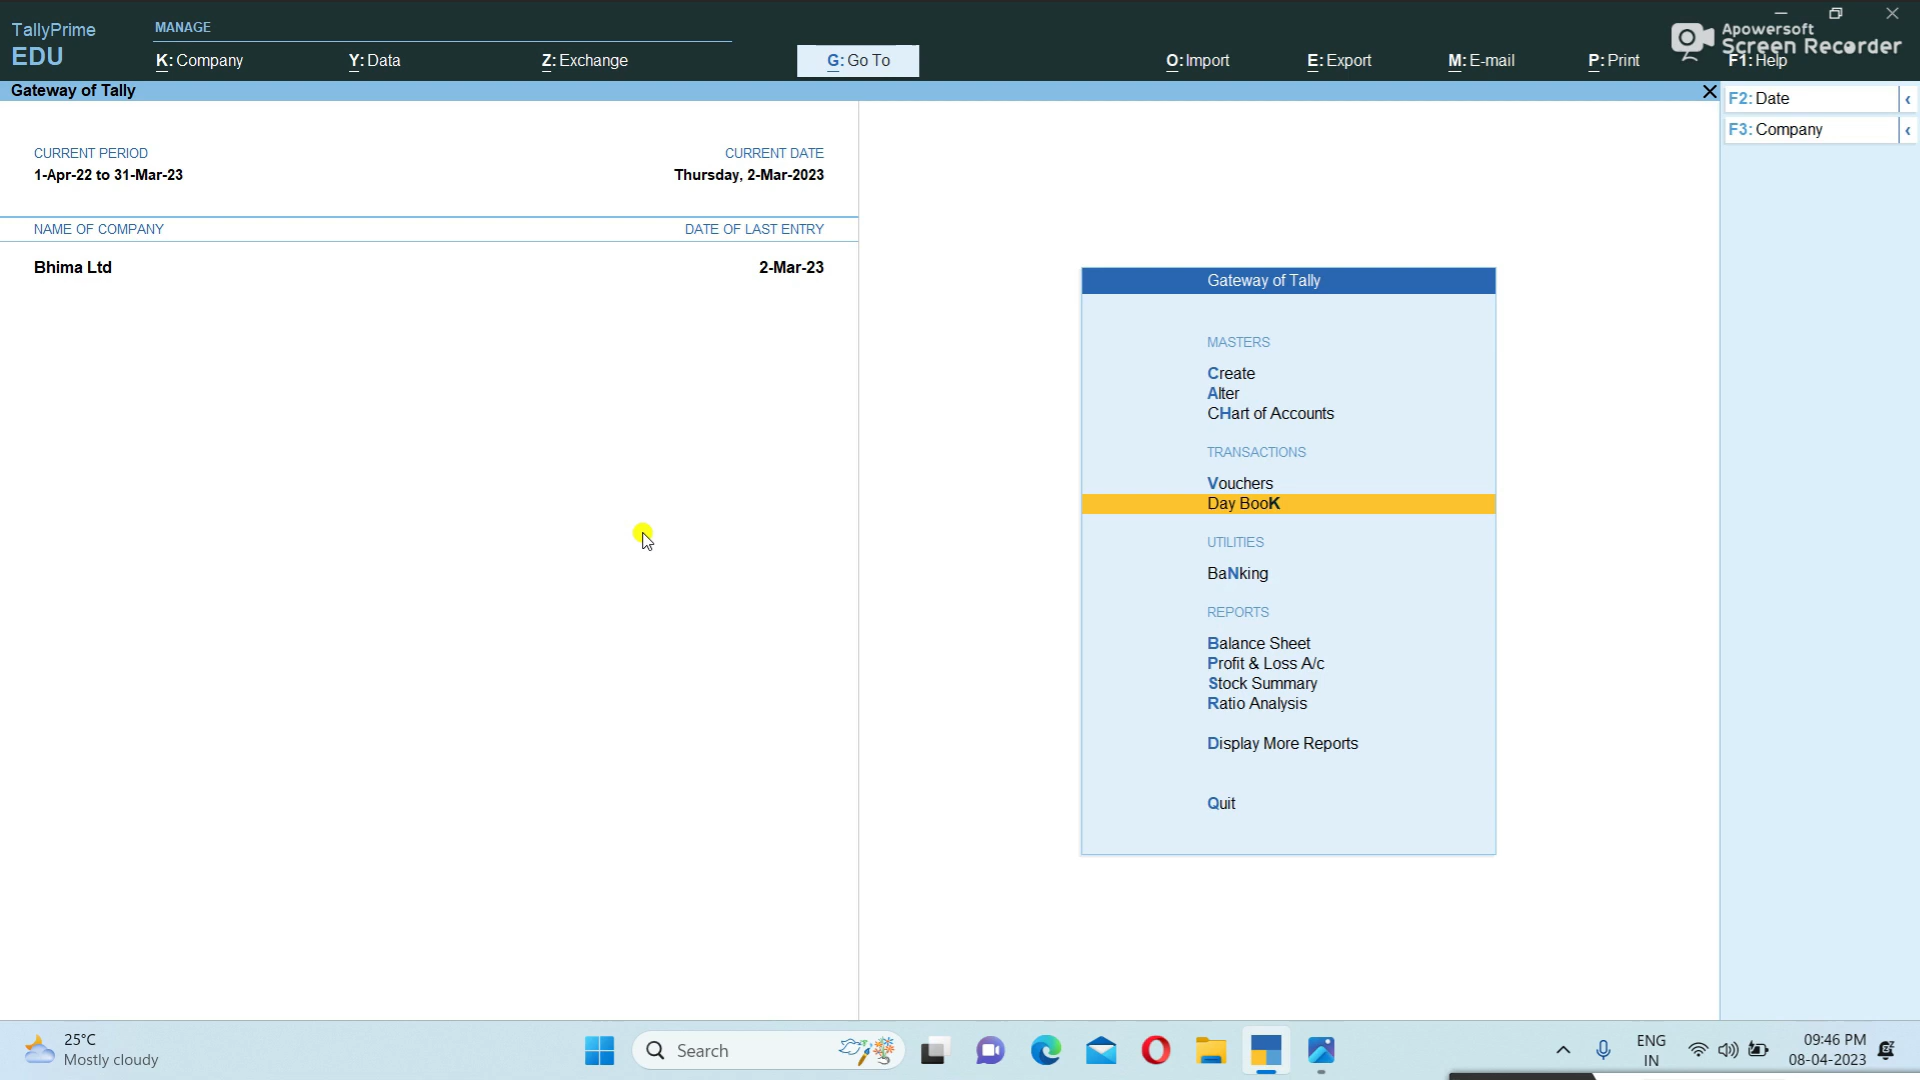 TallyPrime
EDU
MANAGE
K: Company
Y: Data
Z: Exchange
G: Go To
O: Import
E: Export
M: E-mail
P: Print
F1: Help
Apowersoft
Screen Recorder
Gateway of Tally
F2: Date
F3: Company
CURRENT PERIOD
CURRENT DATE
1-Apr-22 to 31-Mar-23
Thursday, 2-Mar-2023
NAME OF COMPANY
DATE OF LAST ENTRY
Bhima Ltd
2-Mar-23
Gateway of Tally
MASTERS
Create
Alter
CHart of Accounts
TRANSACTIONS
Vouchers
Day BooK
UTILITIES
BaNking
REPORTS
Balance Sheet
Profit & Loss A/c
Stock Summary
Ratio Analysis
Display More Reports
Quit
25°C
Mostly cloudy
Search
ENG
IN
09:46 PM
08-04-2023